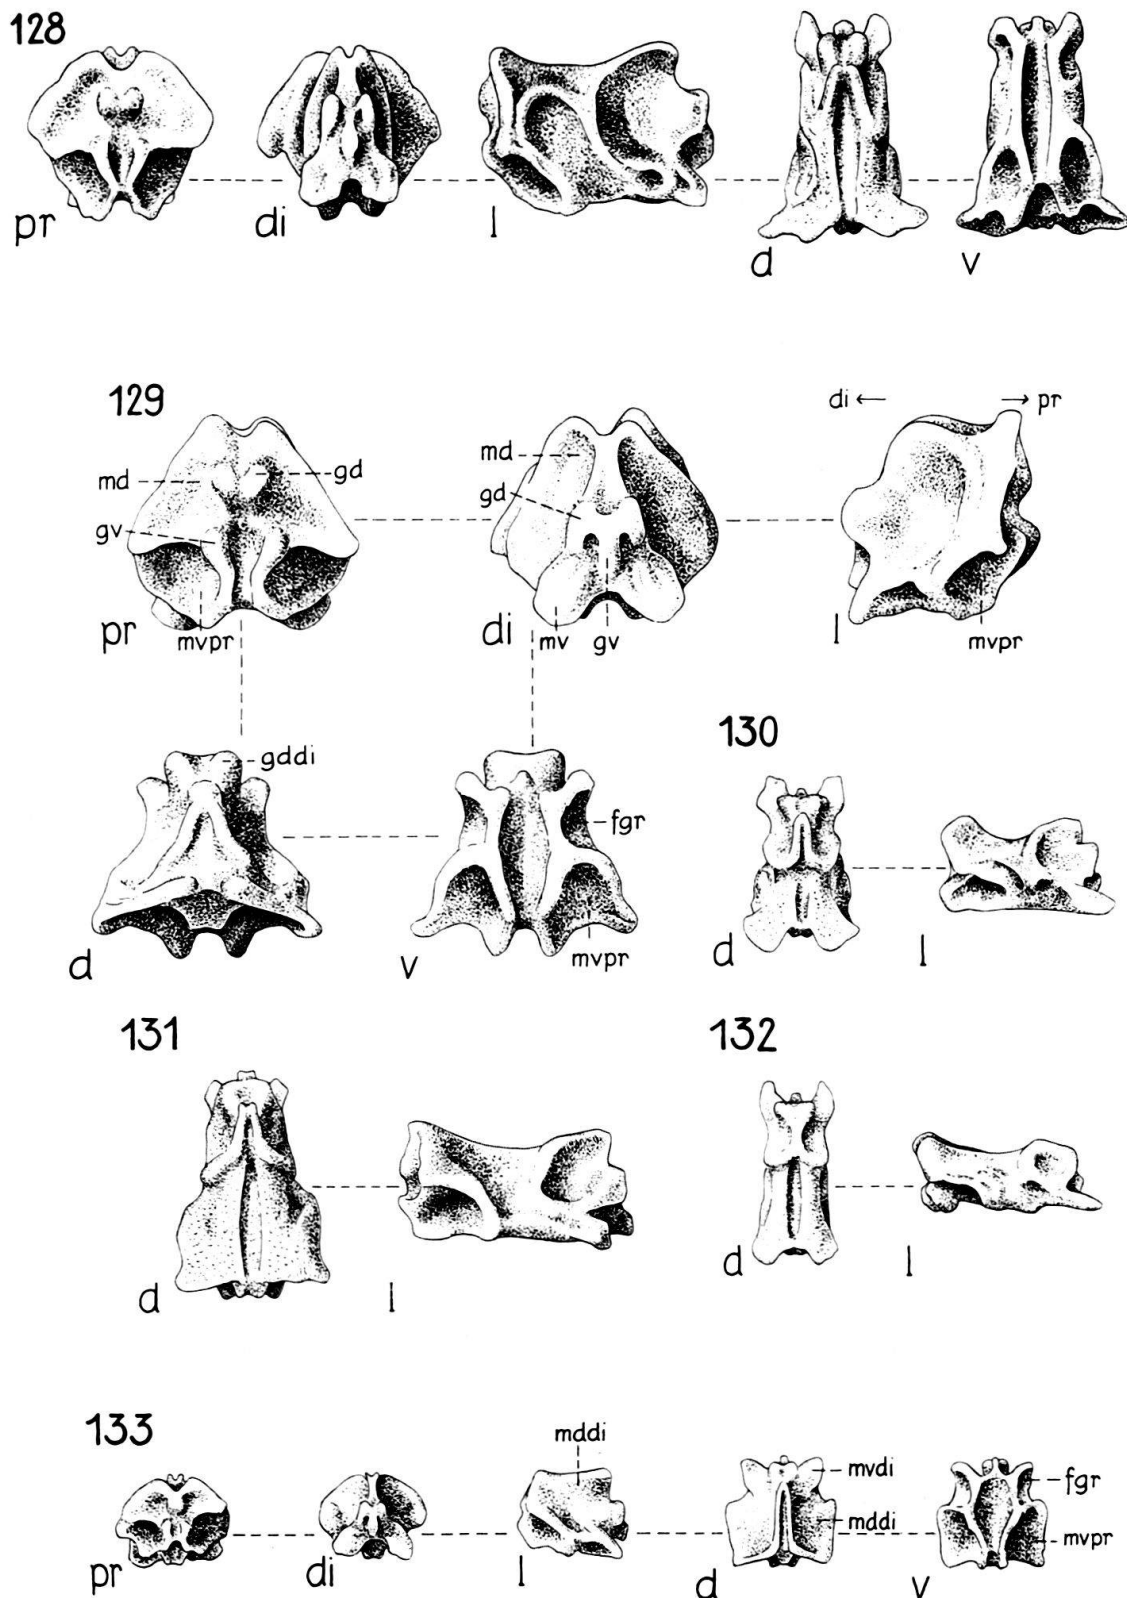 128
pr di l d v
129
di ← → pr
md gd md
gd
gv
pr mvpr di mv gv l mvpr
gddi
130
fgr
d v mvpr d l
131 132
d l d l
133
mddi
mvdi fgr
mddi mvpr
pr di l d v